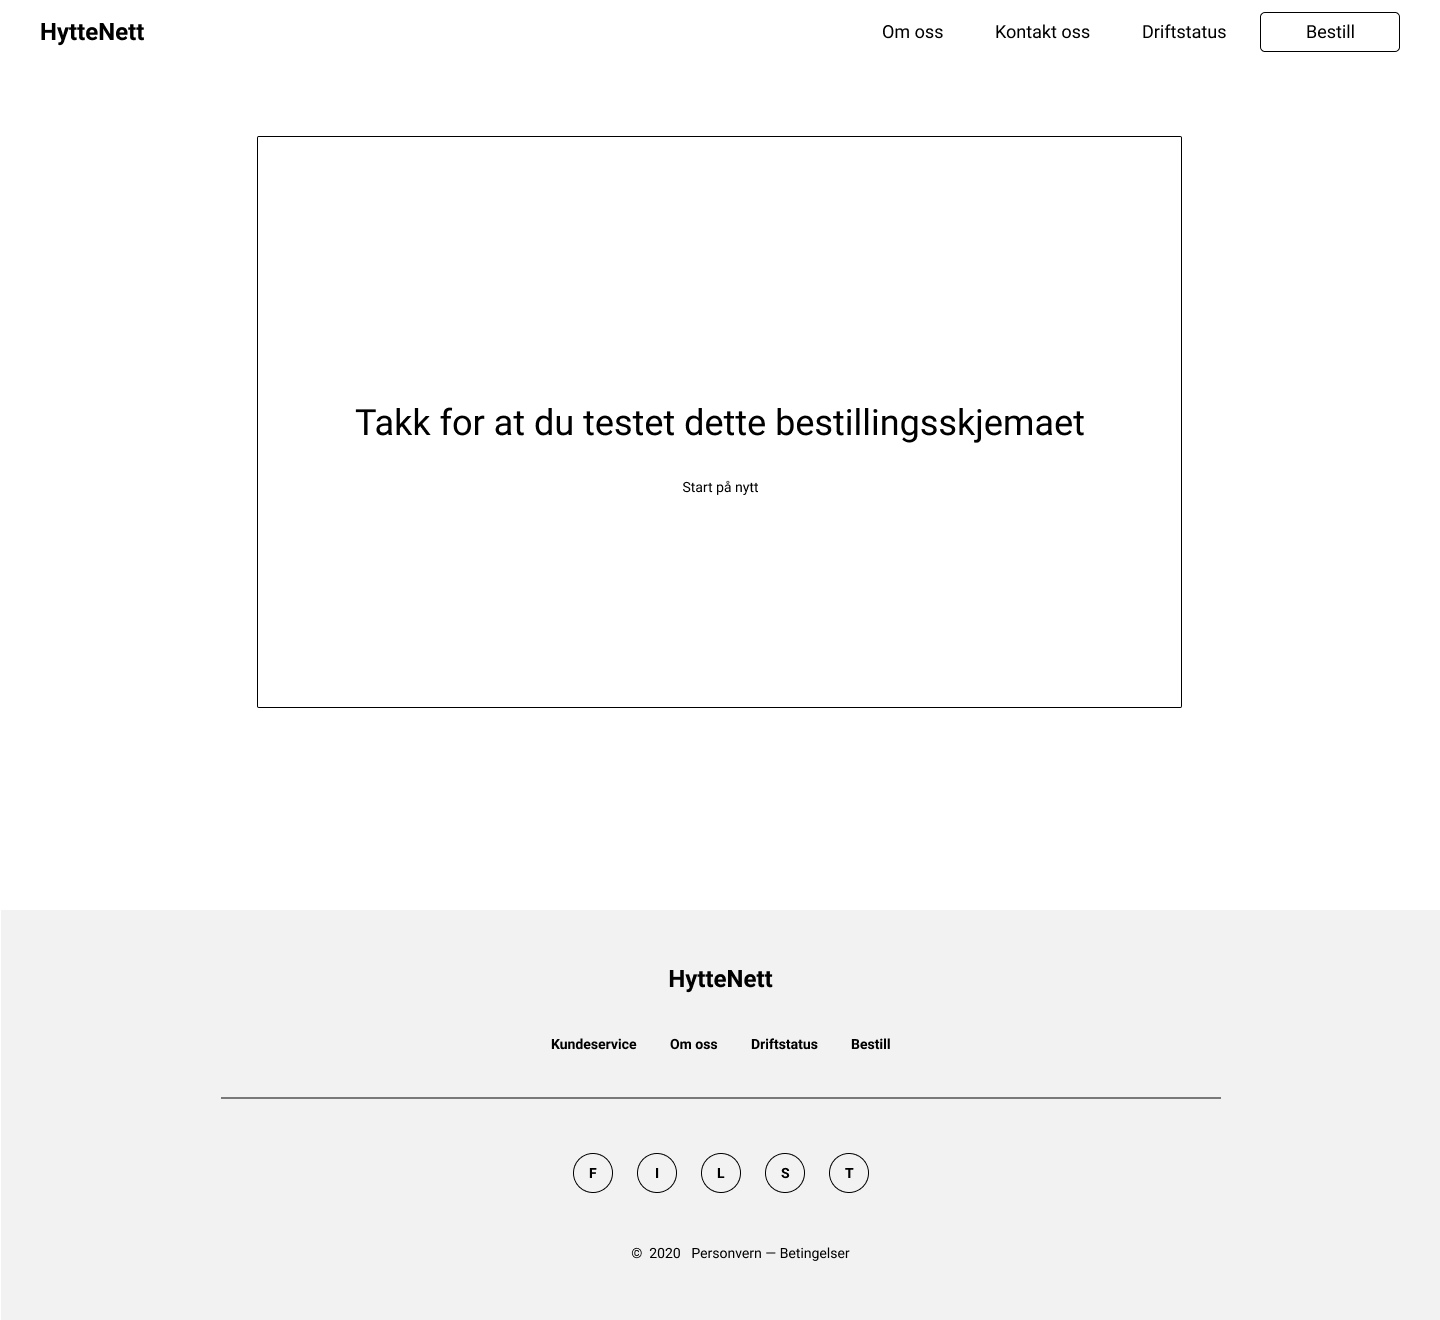 HytteNett
Om oss
Kontakt oss
Driftstatus
Bestill
Takk for at du testet dette bestillingsskjemaet
Start på nytt
HytteNett
Kundeservice
Om oss
Driftstatus
Bestill
F
I
L
S
T
© 2020 Personvern — Betingelser